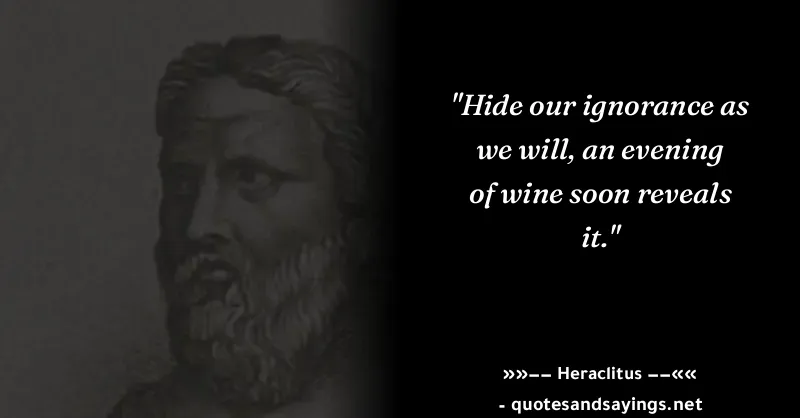 "Hide our ignorance as
we will, an evening
of wine soon reveals
it."
»»—— Heraclitus ——««
- quotesandsayings.net